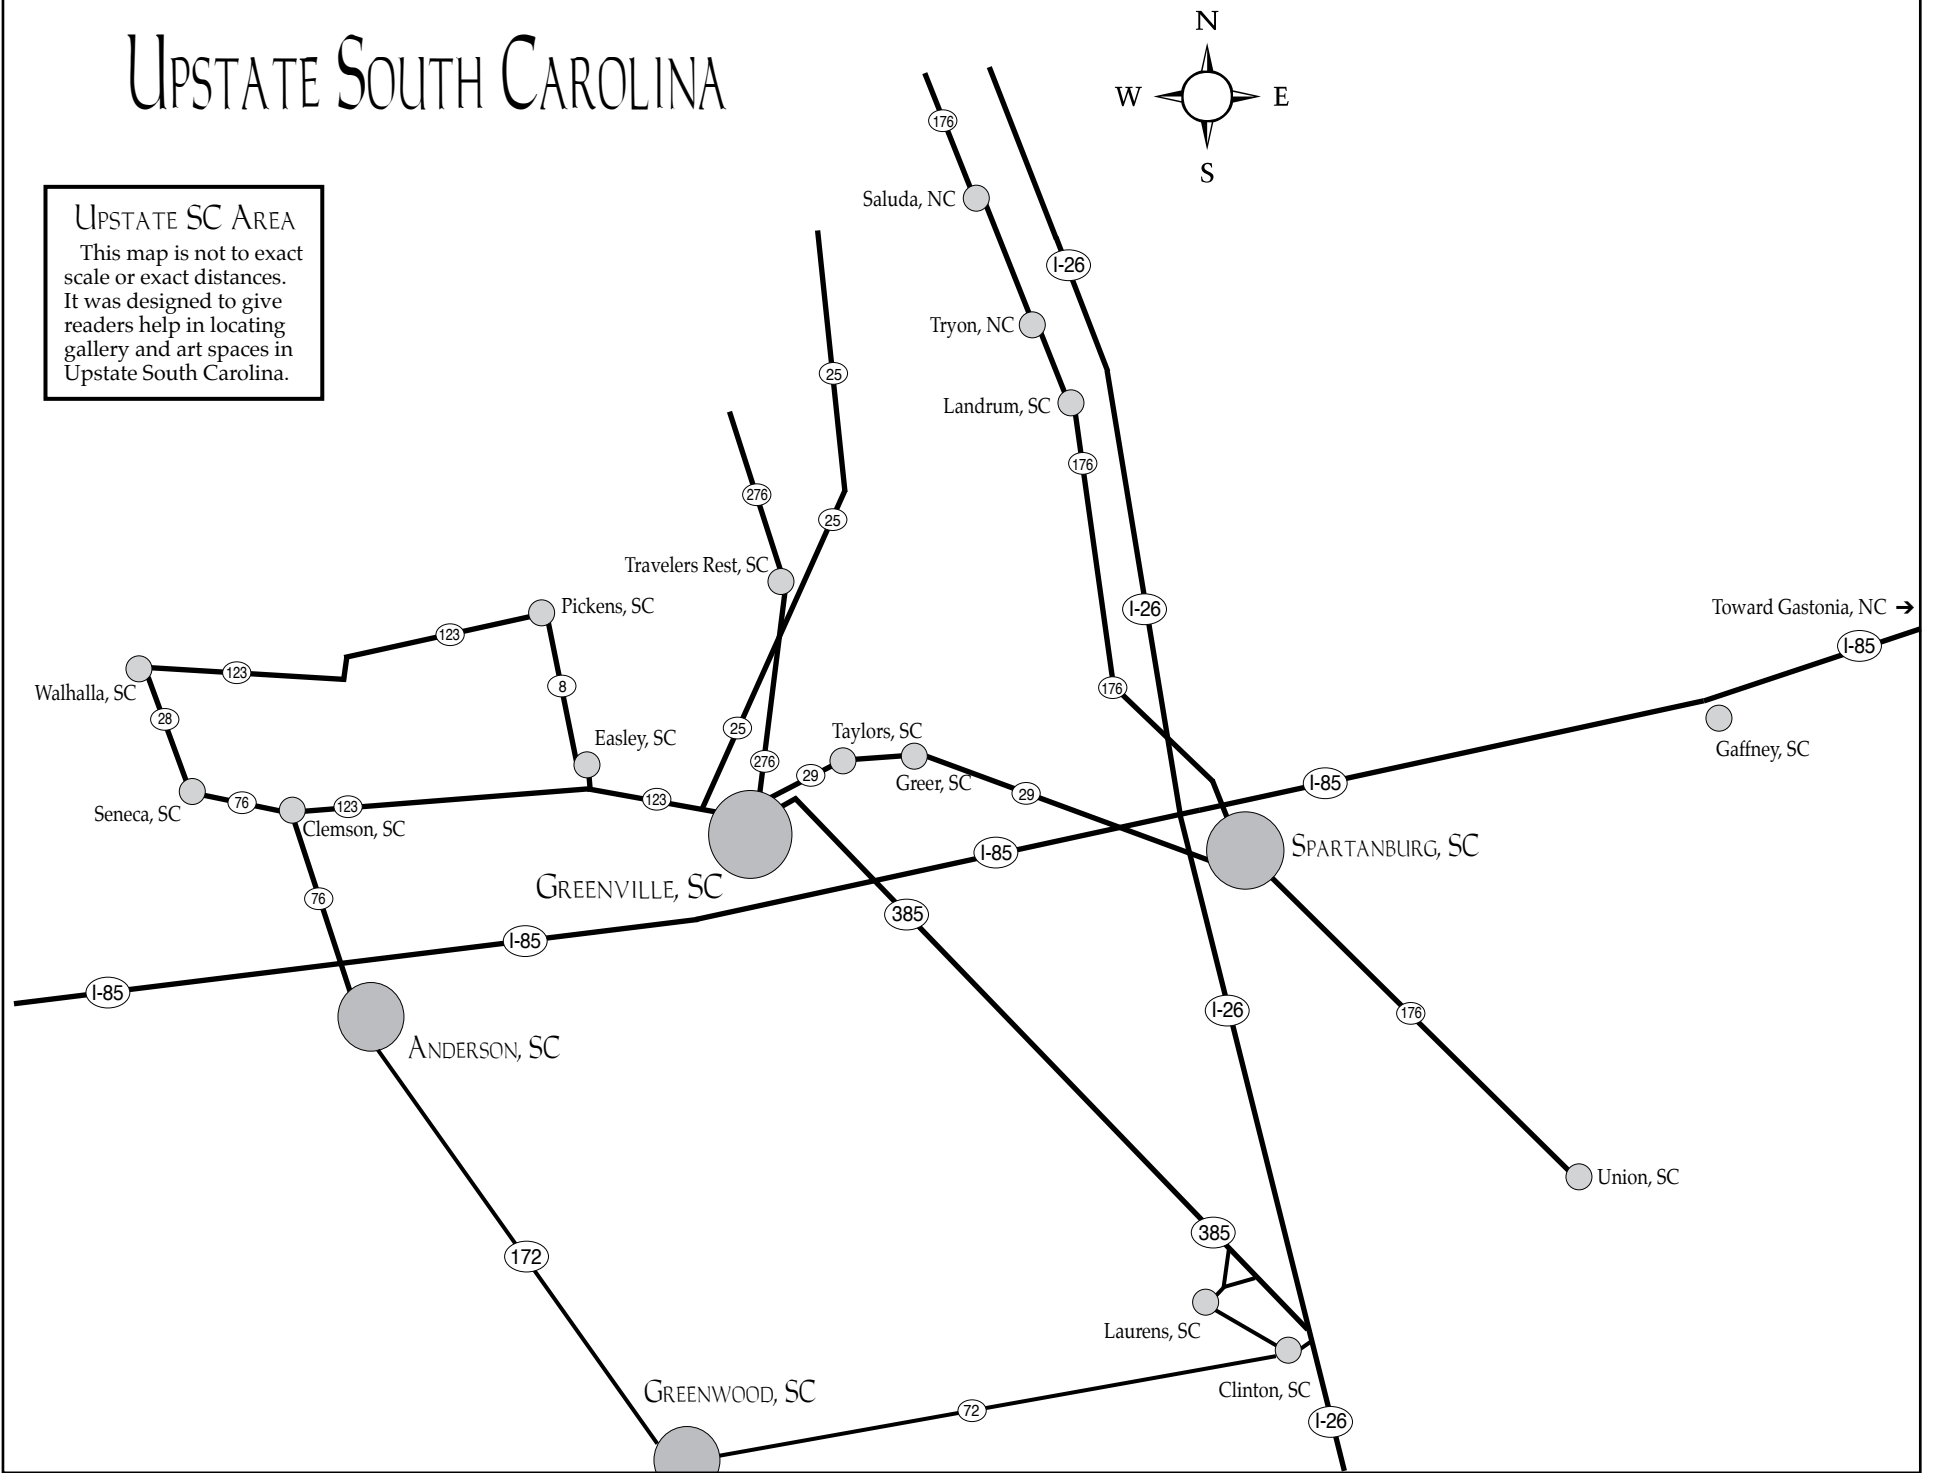 UPSTATE SOUTH CAROLINA
N
W E
S
UPSTATE SC AREA
This map is not to exact
scale or exact distances.
It was designed to give
readers help in locating
gallery and art spaces in
Upstate South Carolina.
176
Saluda, NC
I-26
Tryon, NC
25
Landrum, SC
176
276
25
Travelers Rest, SC
Pickens, SC
I-26
Toward Gastonia, NC ➔
123
I-85
123
Walhalla, SC
8
176
28
25
Taylors, SC
Easley, SC
Gaffney, SC
276
29
Greer, SC
I-85
Seneca, SC
76
123
123
29
Clemson, SC
SPARTANBURG, SC
I-85
GREENVILLE, SC
76
385
I-85
I-85
I-26
176
ANDERSON, SC
Union, SC
385
172
Laurens, SC
GREENWOOD, SC
Clinton, SC
72
I-26